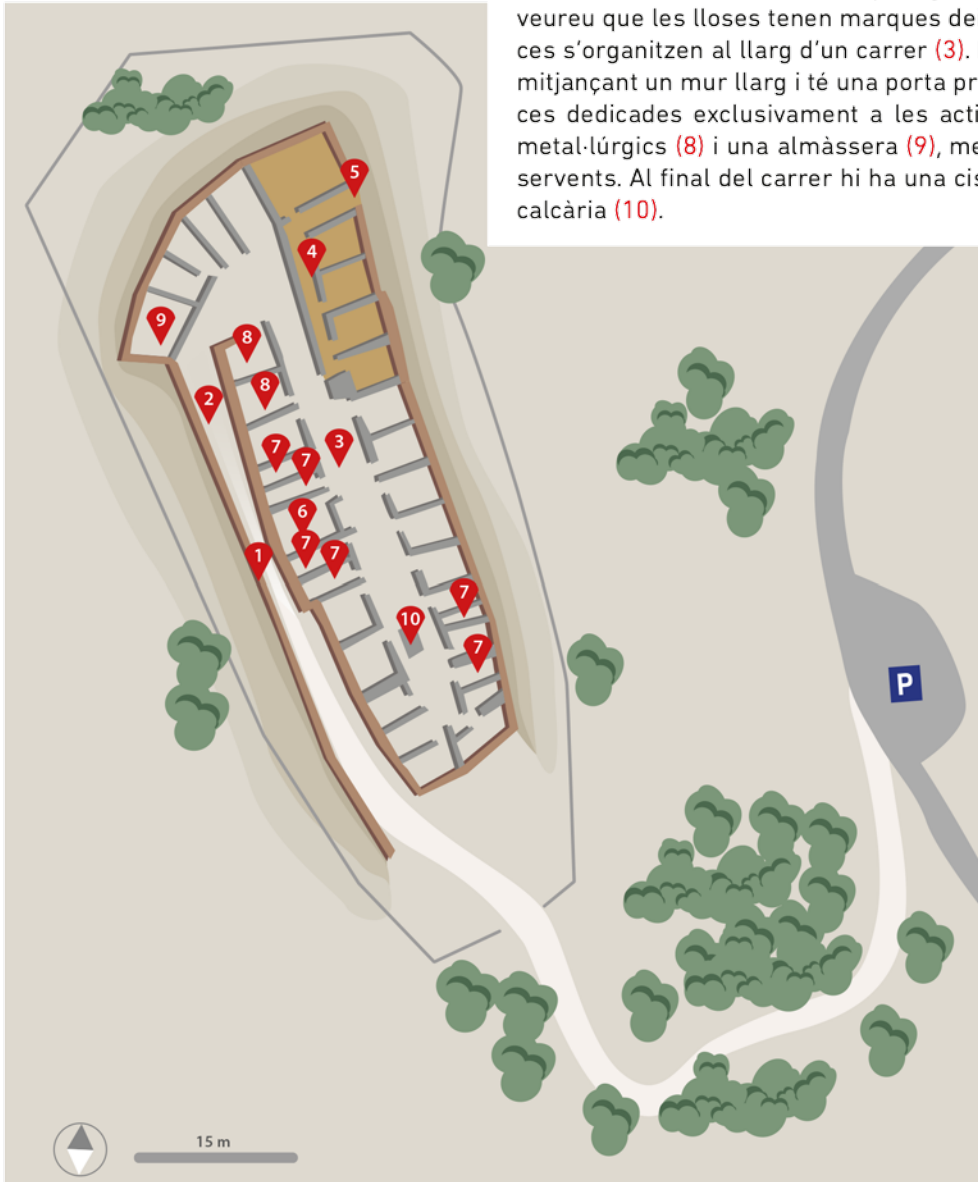 veureu que les lloses tenen marques de
ces s'organitzen al llarg d'un carrer (3).
mitjançant un mur llarg i té una porta pr
ces dedicades exclusivament a les acti
metal·lúrgics (8) i una almàssera (9), me
servents. Al final del carrer hi ha una cis
calcària (10).
5
4
9
8
2
8
3
7
7
6
1
7
7
7
10
7
P
15 m